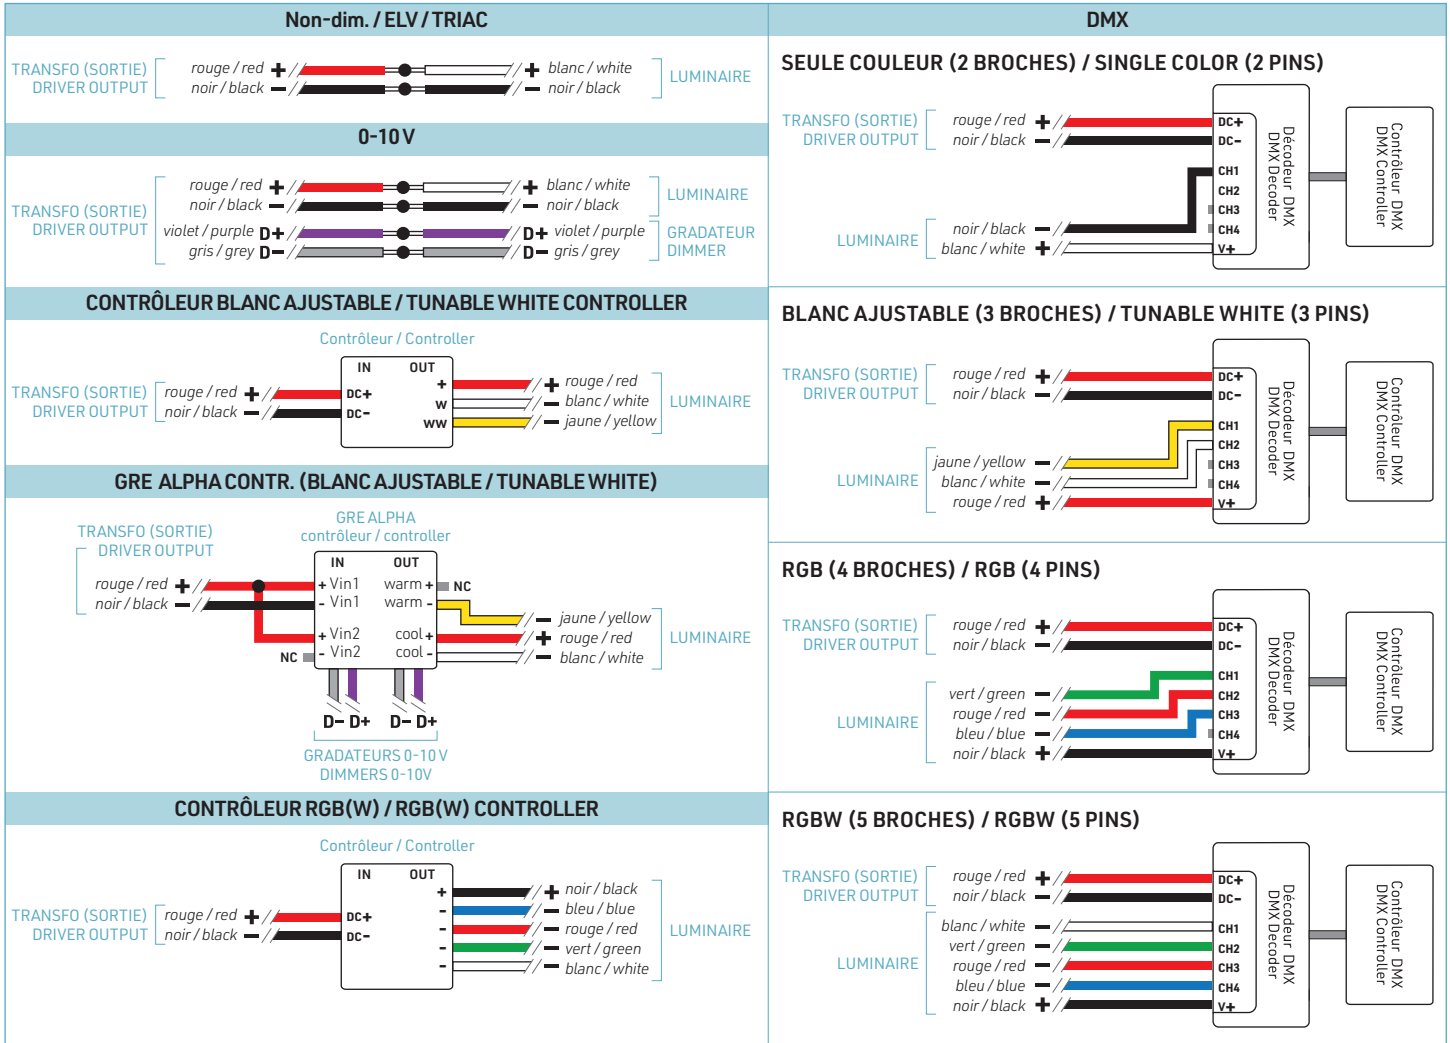 Non-dim. / ELV / TRIAC
TRANSFO (SORTIE)
DRIVER OUTPUT
rouge / red +
noir / black −
+ blanc / white
− noir / black
LUMINAIRE
0-10 V
TRANSFO (SORTIE)
DRIVER OUTPUT
rouge / red +
noir / black −
violet / purple D+
gris / grey D−
+ blanc / white
− noir / black
D+ violet / purple
D− gris / grey
LUMINAIRE
GRADATEUR
DIMMER
CONTRÔLEUR BLANC AJUSTABLE / TUNABLE WHITE CONTROLLER
Contrôleur / Controller
TRANSFO (SORTIE)
DRIVER OUTPUT
rouge / red +
noir / black −
IN OUT
DC+
DC−
+
W
WW
+ rouge / red
− blanc / white
− jaune / yellow
LUMINAIRE
GRE ALPHA CONTR. (BLANC AJUSTABLE / TUNABLE WHITE)
TRANSFO (SORTIE)
DRIVER OUTPUT
GRE ALPHA
contrôleur / controller
rouge / red +
noir / black −
IN OUT
+ Vin1 warm + NC
- Vin1 warm -
+ Vin2 cool +
NC - Vin2 cool -
− jaune / yellow
+ rouge / red
− blanc / white
LUMINAIRE
D− D+ D− D+
GRADATEURS 0-10 V
DIMMERS 0-10V
CONTRÔLEUR RGB(W) / RGB(W) CONTROLLER
Contrôleur / Controller
TRANSFO (SORTIE)
DRIVER OUTPUT
rouge / red +
noir / black −
IN OUT
DC+
DC−
+
-
-
-
-
+ noir / black
− bleu / blue
− rouge / red
− vert / green
− blanc / white
LUMINAIRE
DMX
SEULE COULEUR (2 BROCHES) / SINGLE COLOR (2 PINS)
TRANSFO (SORTIE)
DRIVER OUTPUT
rouge / red +
noir / black −
LUMINAIRE
noir / black −
blanc / white +
DC+
DC−
CH1
CH2
CH3
CH4
V+
Décodeur DMX
DMX Decoder
Contrôleur DMX
DMX Controller
BLANC AJUSTABLE (3 BROCHES) / TUNABLE WHITE (3 PINS)
TRANSFO (SORTIE)
DRIVER OUTPUT
rouge / red +
noir / black −
LUMINAIRE
jaune / yellow −
blanc / white −
rouge / red +
DC+
DC−
CH1
CH2
CH3
CH4
V+
Décodeur DMX
DMX Decoder
Contrôleur DMX
DMX Controller
RGB (4 BROCHES) / RGB (4 PINS)
TRANSFO (SORTIE)
DRIVER OUTPUT
rouge / red +
noir / black −
LUMINAIRE
vert / green −
rouge / red −
bleu / blue −
noir / black +
DC+
DC−
CH1
CH2
CH3
CH4
V+
Décodeur DMX
DMX Decoder
Contrôleur DMX
DMX Controller
RGBW (5 BROCHES) / RGBW (5 PINS)
TRANSFO (SORTIE)
DRIVER OUTPUT
rouge / red +
noir / black −
LUMINAIRE
blanc / white −
vert / green −
rouge / red −
bleu / blue −
noir / black +
DC+
DC−
CH1
CH2
CH3
CH4
V+
Décodeur DMX
DMX Decoder
Contrôleur DMX
DMX Controller